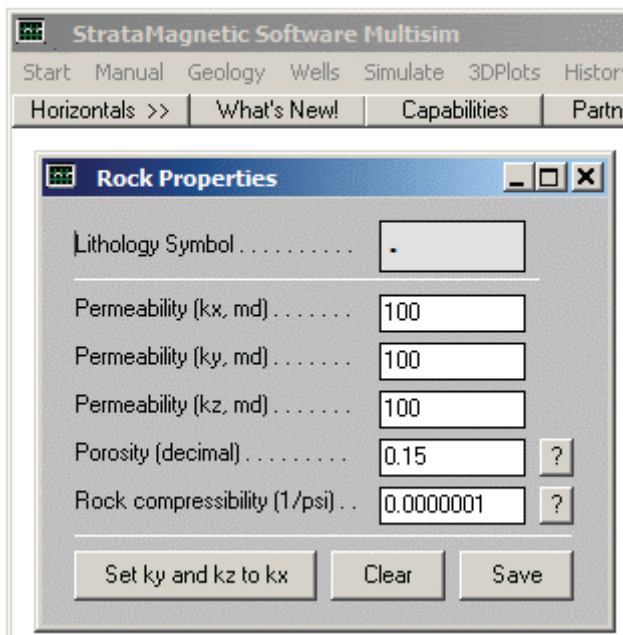 StrataMagnetic Software Multisim
Start Manual Geology Wells Simulate 3DPlots
Horizontals >> What's New! Capabilities
Rock Properties
Lithology Symbol . . . . . . . . . . .
Permeability (kx, md) . . . . . . . 100
Permeability (ky, md) . . . . . . . 100
Permeability (kz, md) . . . . . . . 100
Porosity (decimal) . . . . . . . . . 0.15 ?
Rock compressibility (1/psi) . . 0.0000001 ?
Set ky and kz to kx Clear Save